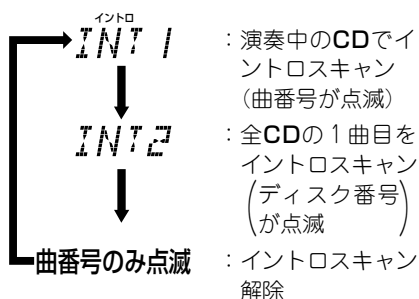 イントロ
INT 1
：演奏中のCDでイ
ントロスキャン
（曲番号が点滅）
INT2
：全CDの１曲目を
イントロスキャン
(ディスク番号
が点滅)
曲番号のみ点滅
：イントロスキャン
解除